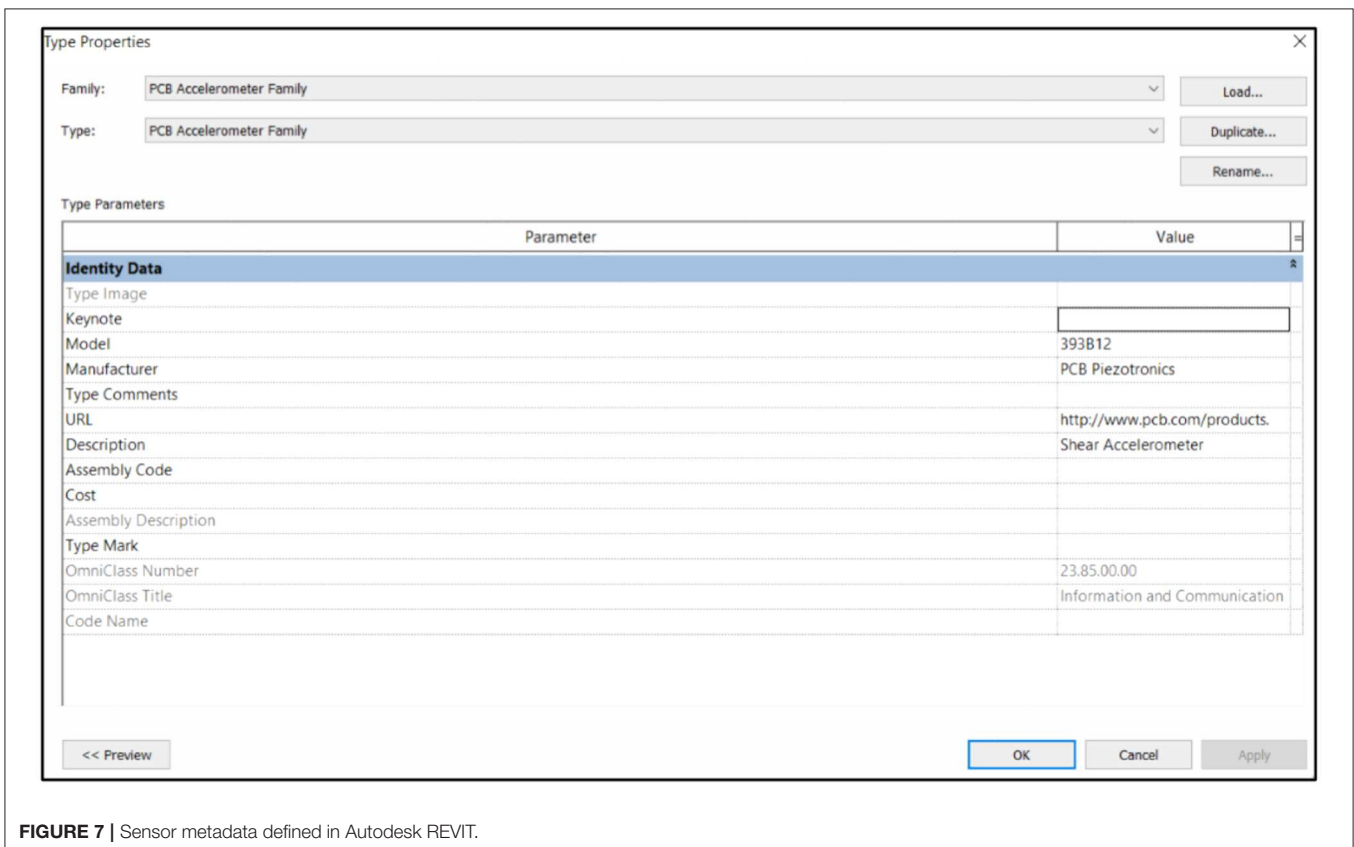 Type Properties
Family: PCB Accelerometer Family Load...
Type: PCB Accelerometer Family Duplicate...
Rename...
Type Parameters
Parameter Value =
Identity Data
Type Image
Keynote
Model 393B12
Manufacturer PCB Piezotronics
Type Comments
URL http://www.pcb.com/products.
Description Shear Accelerometer
Assembly Code
Cost
Assembly Description
Type Mark
OmniClass Number 23.85.00.00
OmniClass Title Information and Communication
Code Name
<< Preview OK Cancel Apply
FIGURE 7 | Sensor metadata defined in Autodesk REVIT.